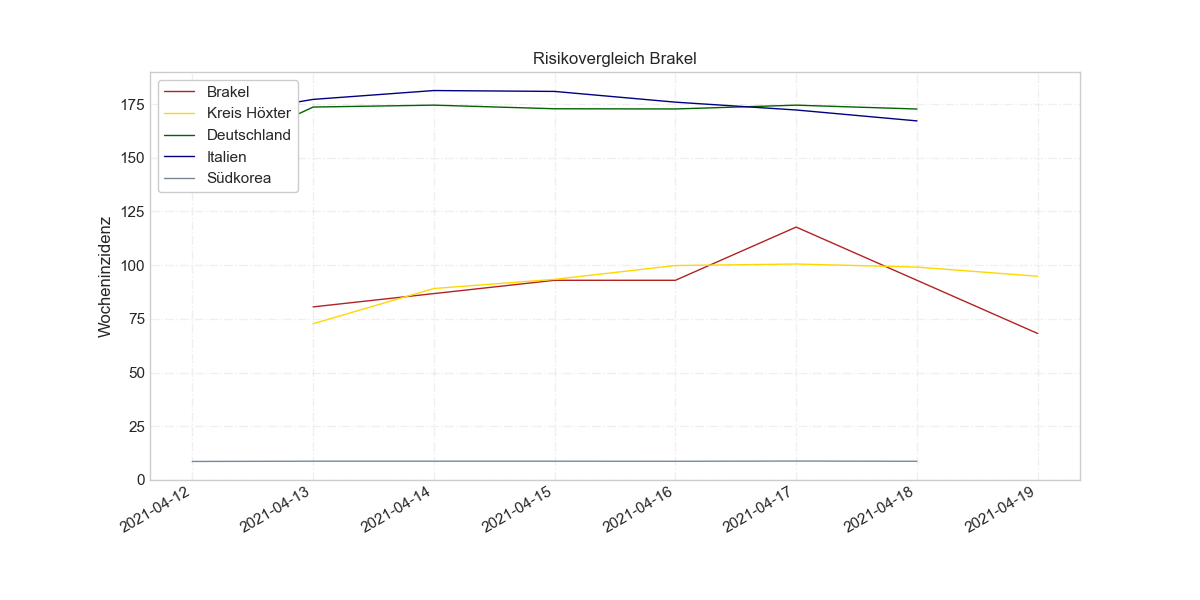 Risikovergleich Brakel
Brakel
Kreis Höxter
Deutschland
Italien
Südkorea
Wocheninzidenz
175
150
125
100
75
50
25
0
2021-04-12
2021-04-13
2021-04-14
2021-04-15
2021-04-16
2021-04-17
2021-04-18
2021-04-19